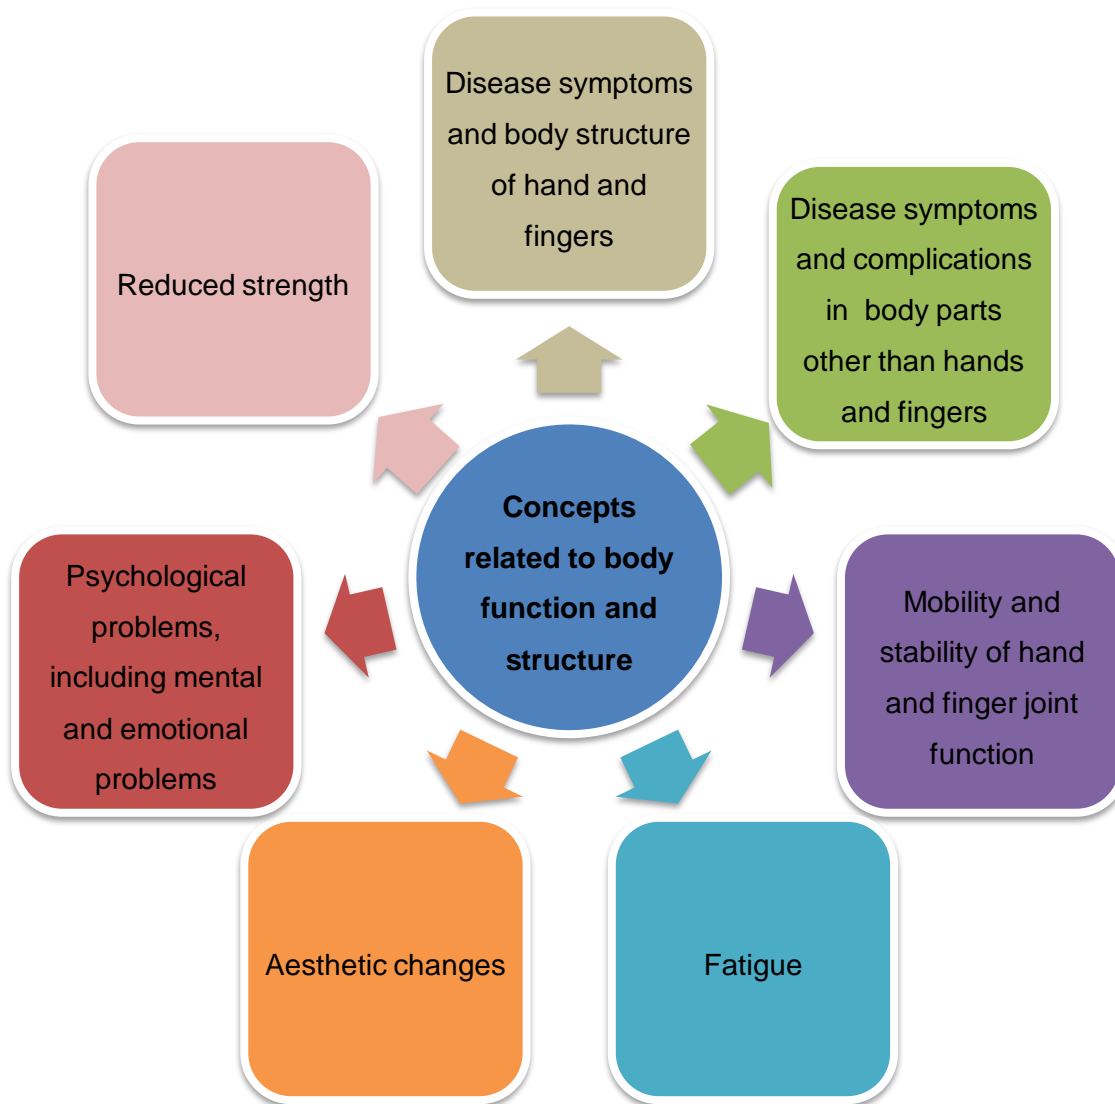 Disease symptoms
and body structure
of hand and
fingers
Disease symptoms
and complications
in body parts
other than hands
and fingers
Mobility and
stability of hand
and finger joint
function
Fatigue
Aesthetic changes
Psychological
problems,
including mental
and emotional
problems
Reduced strength
Concepts
related to body
function and
structure